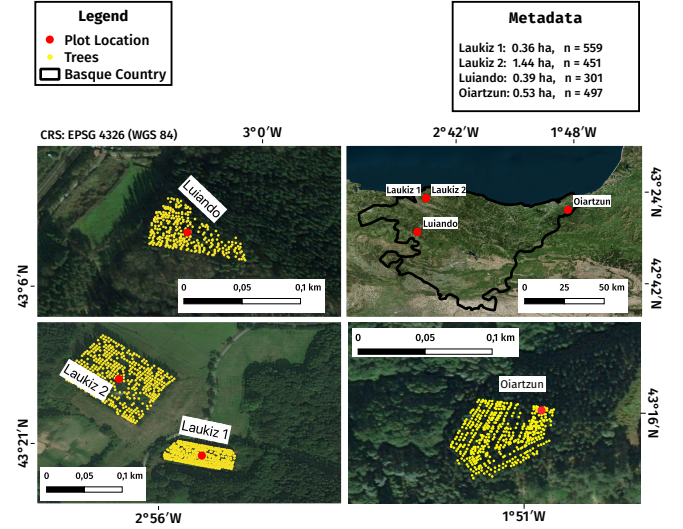 Legend
Plot Location
Trees
Basque Country
Metadata
Laukiz 1: 0.36 ha, n = 559
Laukiz 2: 1.44 ha, n = 451
Luiando: 0.39 ha, n = 301
Oiartzun: 0.53 ha, n = 497
CRS: EPSG 4326 (WGS 84)
3°0′W
2°42′W
1°48′W
Luiando
0 0,05 0,1 km
43°6′N
Laukiz 1
Laukiz 2
Oiartzun
Luiando
0 25 50 km
43°24′N
42°42′N
Laukiz 2
Laukiz 1
0 0,05 0,1 km
43°21′N
2°56′W
0 0,05 0,1 km
Oiartzun
43°16′N
1°51′W